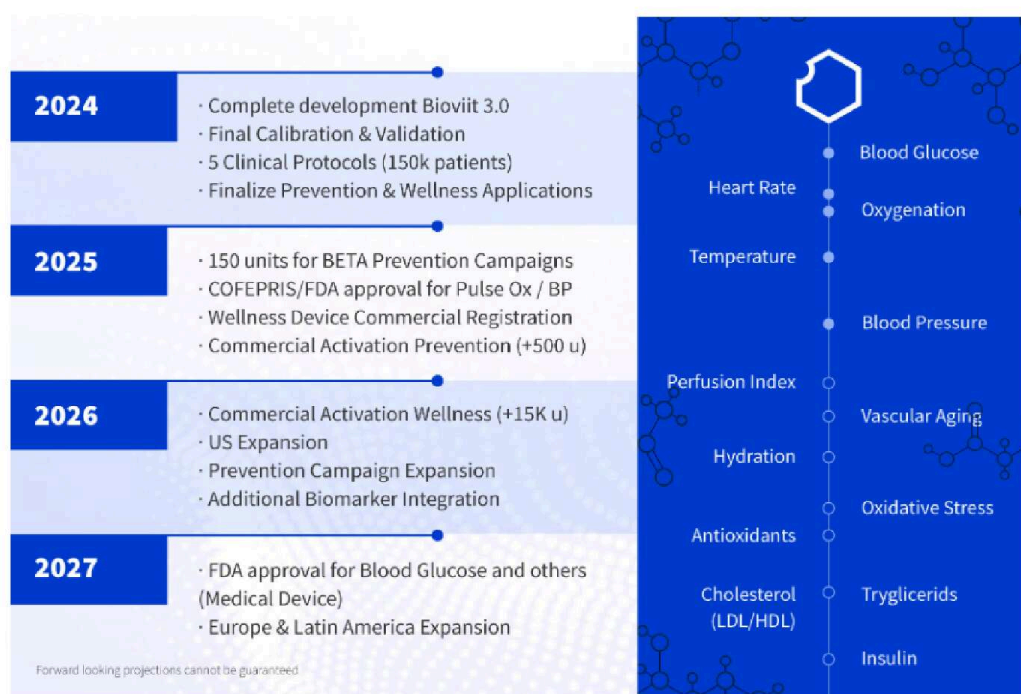 2024
· Complete development Bioviit 3.0
· Final Calibration & Validation
· 5 Clinical Protocols (150k patients)
· Finalize Prevention & Wellness Applications
2025
· 150 units for BETA Prevention Campaigns
· COFEPRIS/FDA approval for Pulse Ox / BP
· Wellness Device Commercial Registration
· Commercial Activation Prevention (+500 u)
2026
· Commercial Activation Wellness (+15K u)
· US Expansion
· Prevention Campaign Expansion
· Additional Biomarker Integration
2027
· FDA approval for Blood Glucose and others
(Medical Device)
· Europe & Latin America Expansion
Forward looking projections cannot be guaranteed
Blood Glucose
Heart Rate
Oxygenation
Temperature
Blood Pressure
Perfusion Index
Vascular Aging
Hydration
Oxidative Stress
Antioxidants
Cholesterol
(LDL/HDL)
Tryglicerids
Insulin